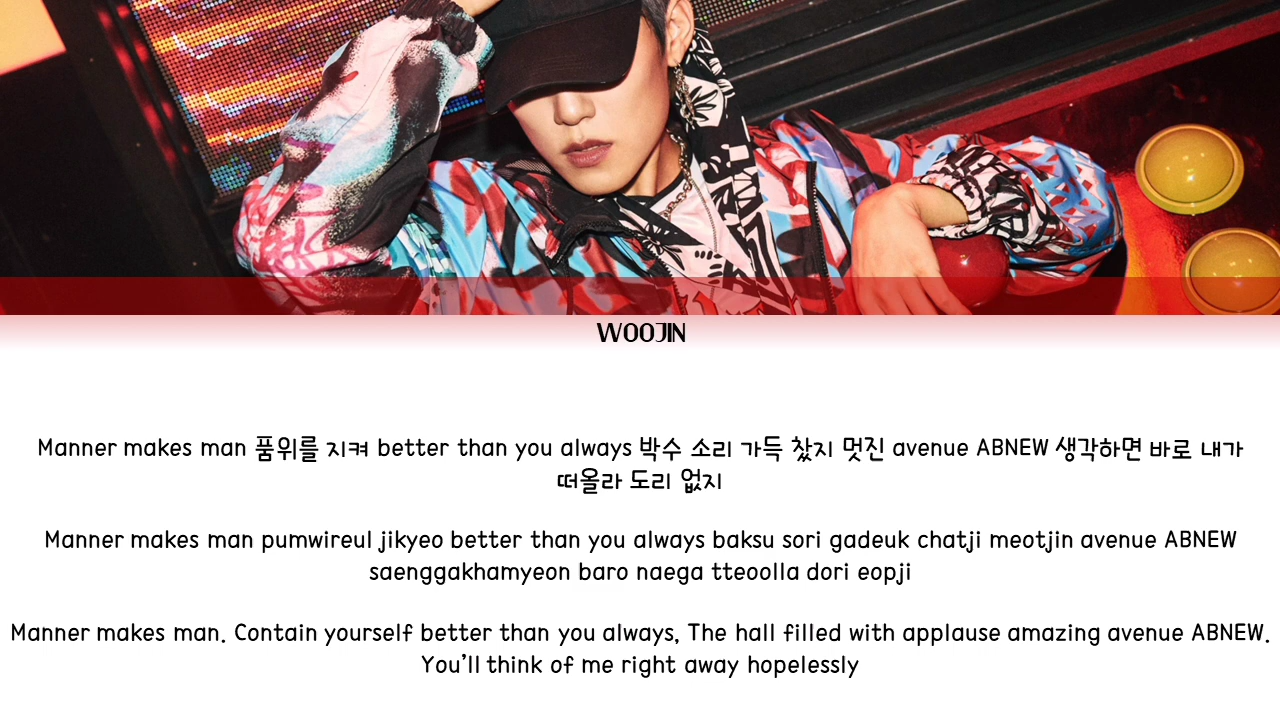 WOOJIN
Manner makes man 품위를 지켜 better than you always 박수 소리 가득 찼지 멋진 avenue ABNEW 생각하면 바로 내가
떠올라 도리 없지
Manner makes man pumwireul jikyeo better than you always baksu sori gadeuk chatji meotjin avenue ABNEW
saenggakhamyeon baro naega tteoolla dori eopji
Manner makes man. Contain yourself better than you always, The hall filled with applause amazing avenue ABNEW.
You'll think of me right away hopelessly